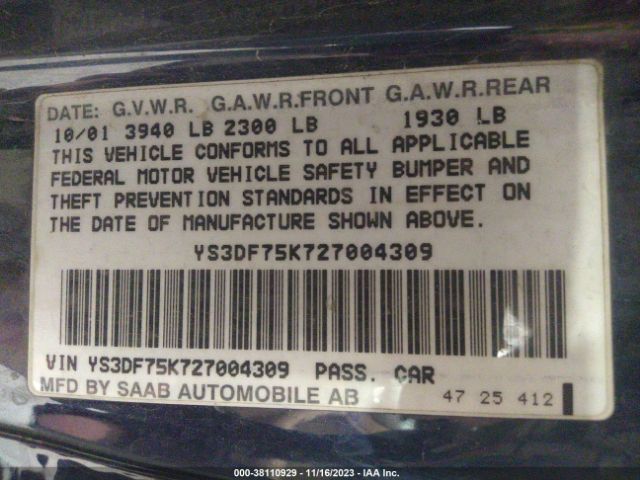 DATE: G.V.W.R. G.A.W.R.FRONT G.A.W.R.REAR
10/01 3940 LB 2300 LB 1930 LB
THIS VEHICLE CONFORMS TO ALL APPLICABLE
FEDERAL MOTOR VEHICLE SAFETY BUMPER AND
THEFT PREVENTION STANDARDS IN EFFECT ON
THE DATE OF MANUFACTURE SHOWN ABOVE.
YS3DF75K727004309
VIN YS3DF75K727004309 PASS. CAR
MFD BY SAAB AUTOMOBILE AB 47 25 412
000-38110929 - 11/16/2023 - IAA Inc.